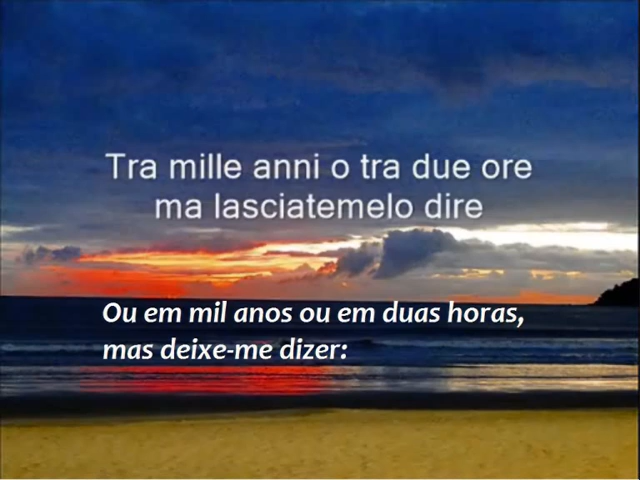 Tra mille anni o tra due ore
ma lasciatemelo dire
Ou em mil anos ou em duas horas,
mas deixe-me dizer: